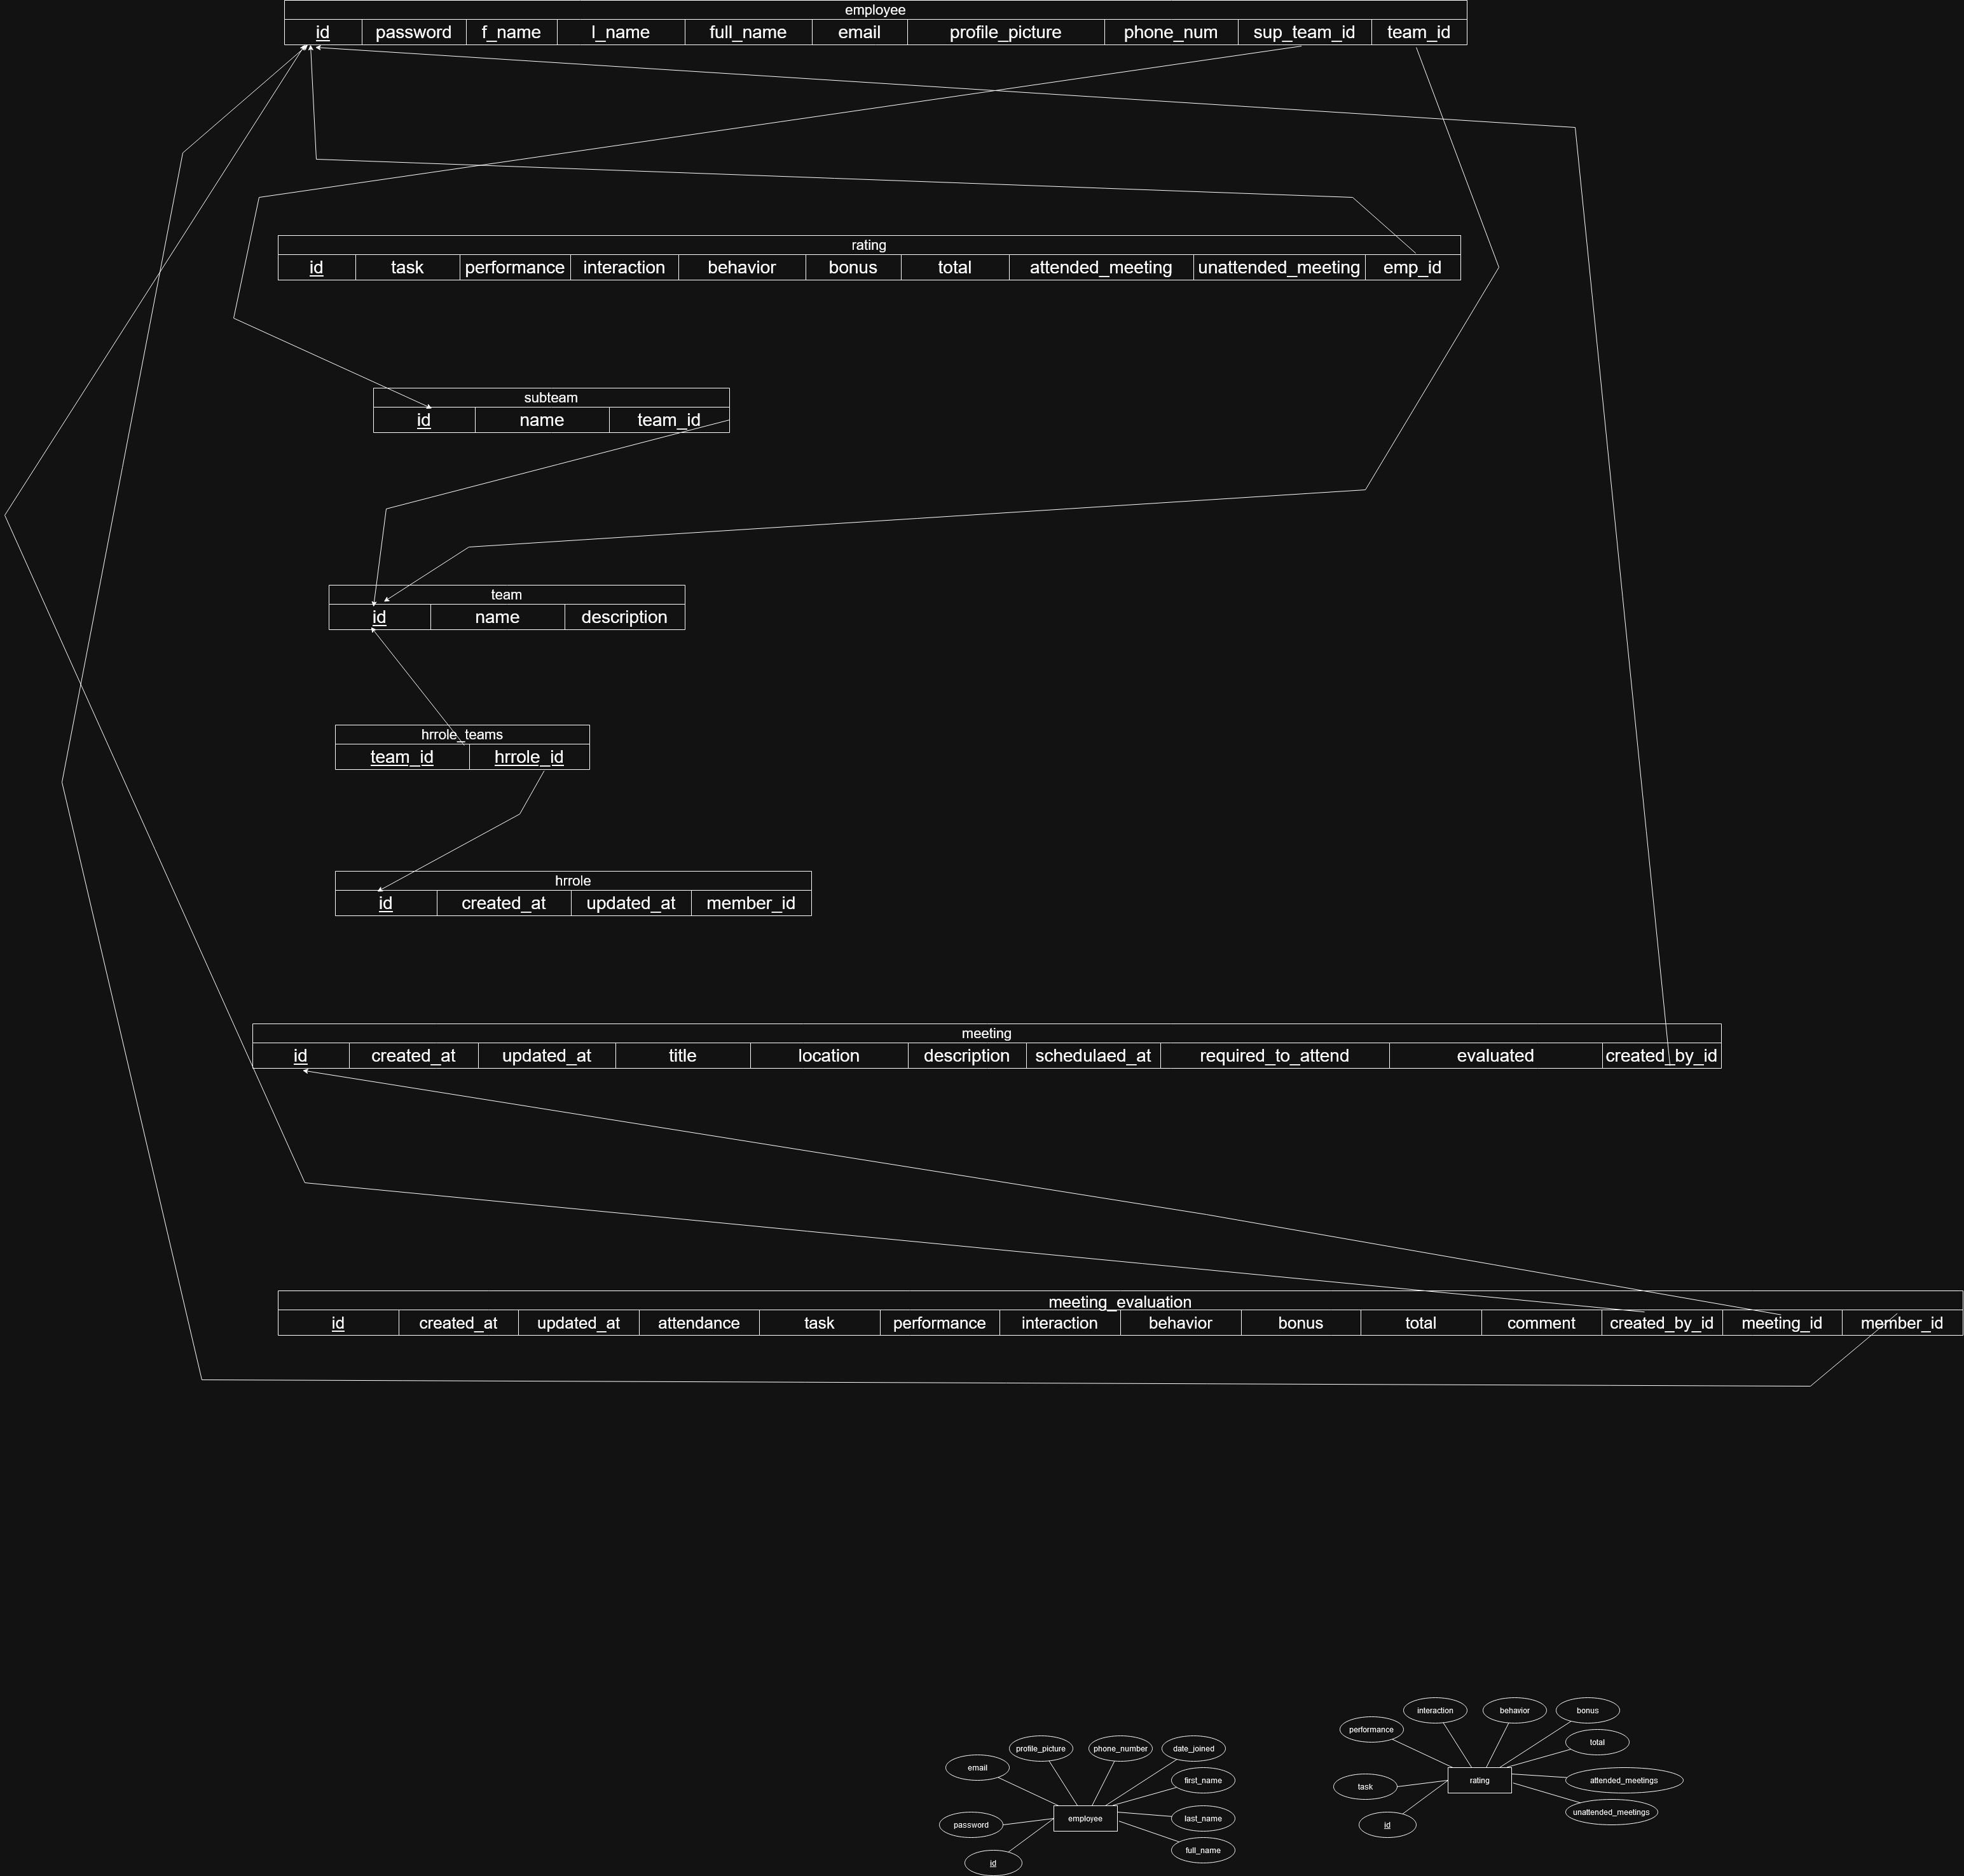 employee
id password f_name l_name full_name email profile_picture phone_num sup_team_id team_id
rating
id task performance interaction behavior bonus total attended_meeting unattended_meeting emp_id
subteam
id name team_id
team
id name description
hrrole_teams
team_id hrrole_id
hrrole
id created_at updated_at member_id
meeting
id created_at updated_at title location description schedulaed_at required_to_attend evaluated created_by_id
meeting_evaluation
id created_at updated_at attendance task performance interaction behavior bonus total comment created_by_id meeting_id member_id
profile_picture phone_number date_joined
email first_name
employee
password last_name
full_name
id
interaction behavior bonus
performance total
rating
task attended_meetings
unattended_meetings
id